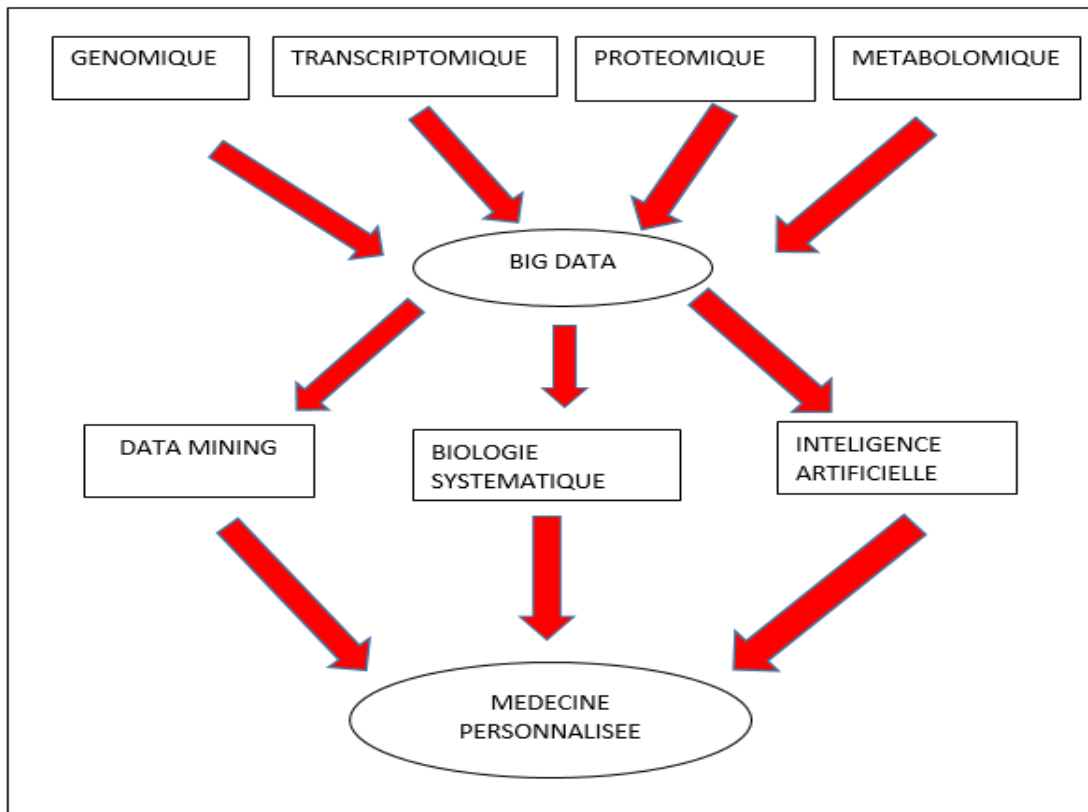 GENOMIQUE
TRANSCRIPTOMIQUE
PROTEOMIQUE
METABOLOMIQUE
BIG DATA
DATA MINING
BIOLOGIE
SYSTEMATIQUE
INTELIGENCE
ARTIFICIELLE
MEDECINE
PERSONNALISEE